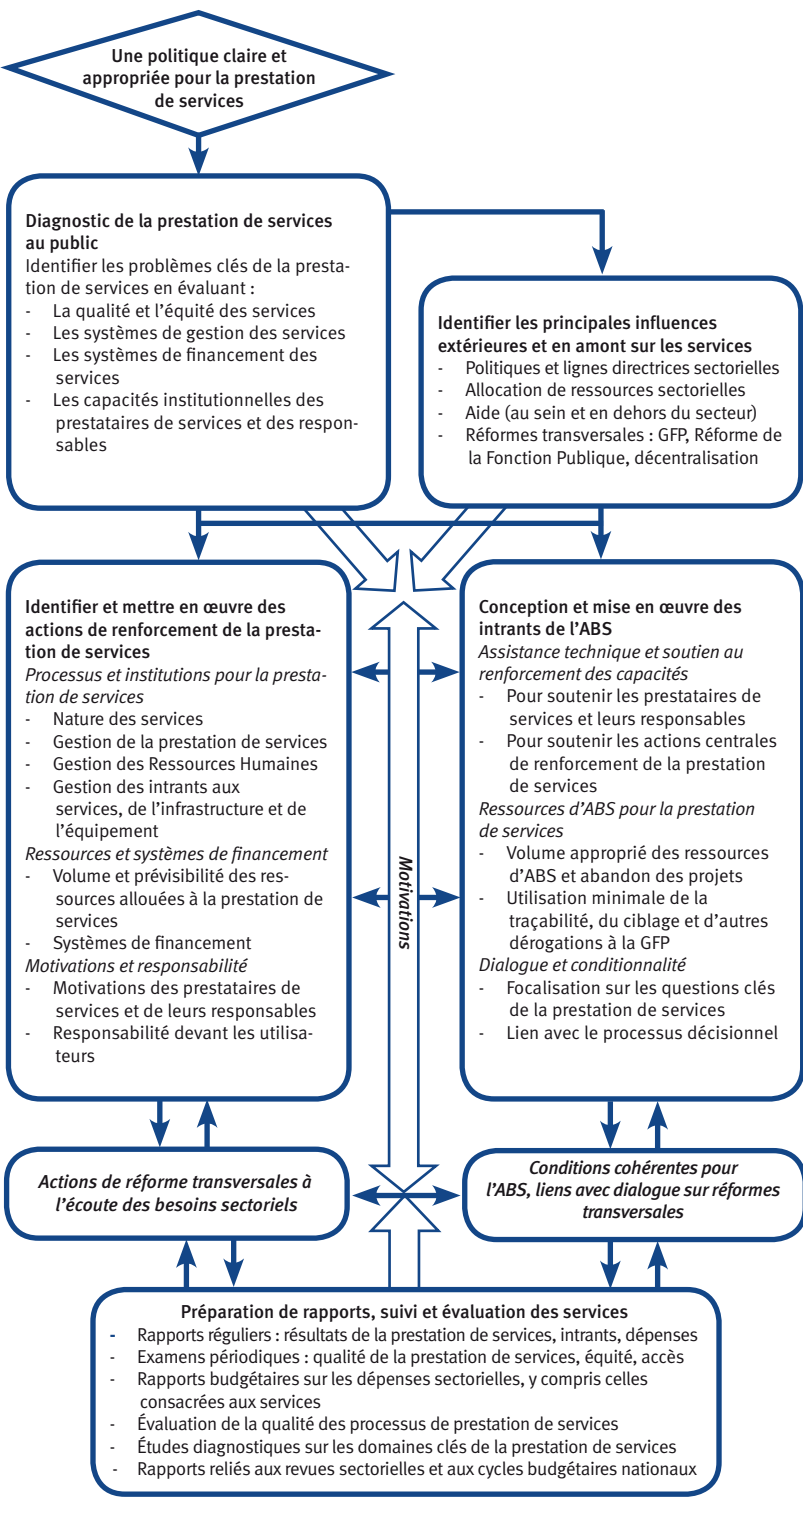 Une politique claire et
appropriée pour la prestation
de services
Diagnostic de la prestation de services
au public
Identifier les problèmes clés de la presta-
tion de services en évaluant :
- La qualité et l’équité des services
- Les systèmes de gestion des services
- Les systèmes de financement des
services
- Les capacités institutionnelles des
prestataires de services et des respon-
sables
Identifier les principales influences
extérieures et en amont sur les services
- Politiques et lignes directrices sectorielles
- Allocation de ressources sectorielles
- Aide (au sein et en dehors du secteur)
- Réformes transversales : GFP, Réforme de
la Fonction Publique, décentralisation
Identifier et mettre en œuvre des
actions de renforcement de la presta-
tion de services
Processus et institutions pour la presta-
tion de services
- Nature des services
- Gestion de la prestation de services
- Gestion des Ressources Humaines
- Gestion des intrants aux
services, de l’infrastructure et de
l’équipement
Ressources et systèmes de financement
- Volume et prévisibilité des res-
sources allouées à la prestation de
services
- Systèmes de financement
Motivations et responsabilité
- Motivations des prestataires de
services et de leurs responsables
- Responsabilité devant les utilisa-
teurs
Motivations
Conception et mise en œuvre des
intrants de l’ABS
Assistance technique et soutien au
renforcement des capacités
- Pour soutenir les prestataires de
services et leurs responsables
- Pour soutenir les actions centrales
de renforcement de la prestation
de services
Ressources d’ABS pour la prestation
de services
- Volume approprié des ressources
d’ABS et abandon des projets
- Utilisation minimale de la
traçabilité, du ciblage et d’autres
dérogations à la GFP
Dialogue et conditionnalité
- Focalisation sur les questions clés
de la prestation de services
- Lien avec le processus décisionnel
Actions de réforme transversales à
l’écoute des besoins sectoriels
Conditions cohérentes pour
l’ABS, liens avec dialogue sur réformes
transversales
Préparation de rapports, suivi et évaluation des services
- Rapports réguliers : résultats de la prestation de services, intrants, dépenses
- Examens périodiques : qualité de la prestation de services, équité, accès
- Rapports budgétaires sur les dépenses sectorielles, y compris celles
consacrées aux services
- Évaluation de la qualité des processus de prestation de services
- Études diagnostiques sur les domaines clés de la prestation de services
- Rapports reliés aux revues sectorielles et aux cycles budgétaires nationaux